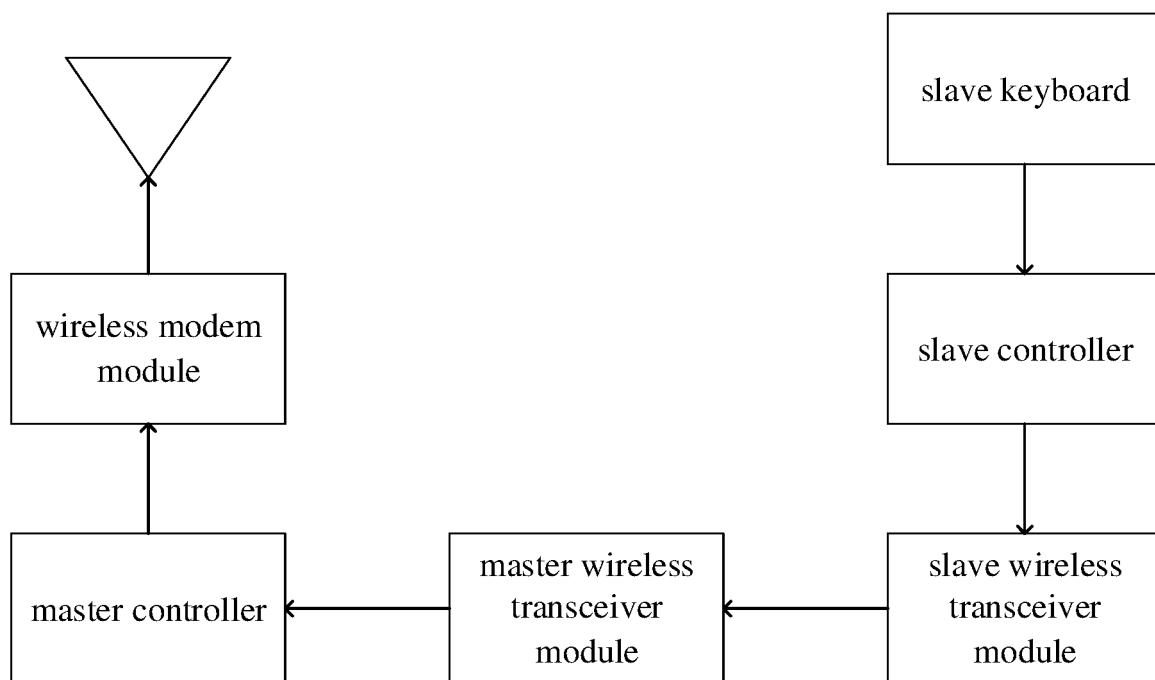 slave keyboard
wireless modem
module
slave controller
master controller
master wireless
transceiver
module
slave wireless
transceiver
module